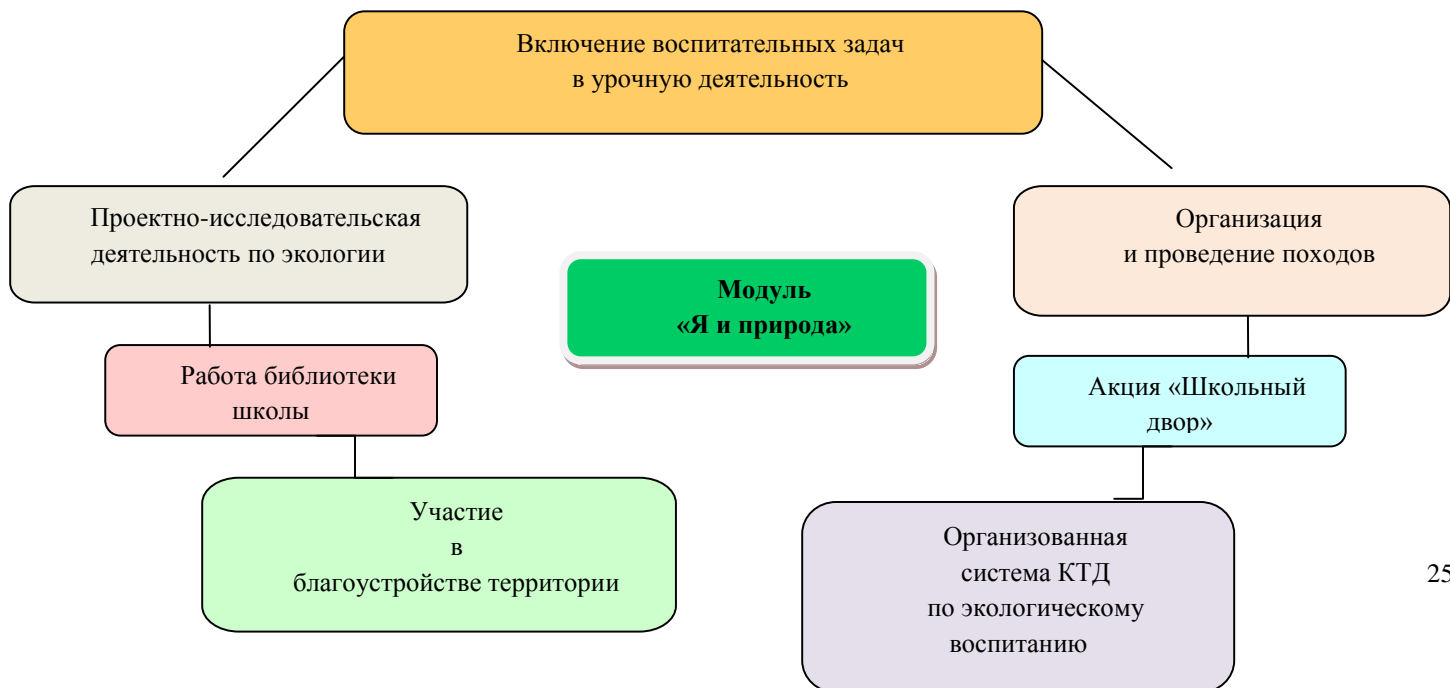 Включение воспитательных задач
в урочную деятельность
Проектно-исследовательская
деятельность по экологии
Организация
и проведение походов
Модуль
«Я и природа»
Работа библиотеки
школы
Акция «Школьный
двор»
Участие
в
благоустройстве территории
Организованная
система КТД
по экологическому
воспитанию
25